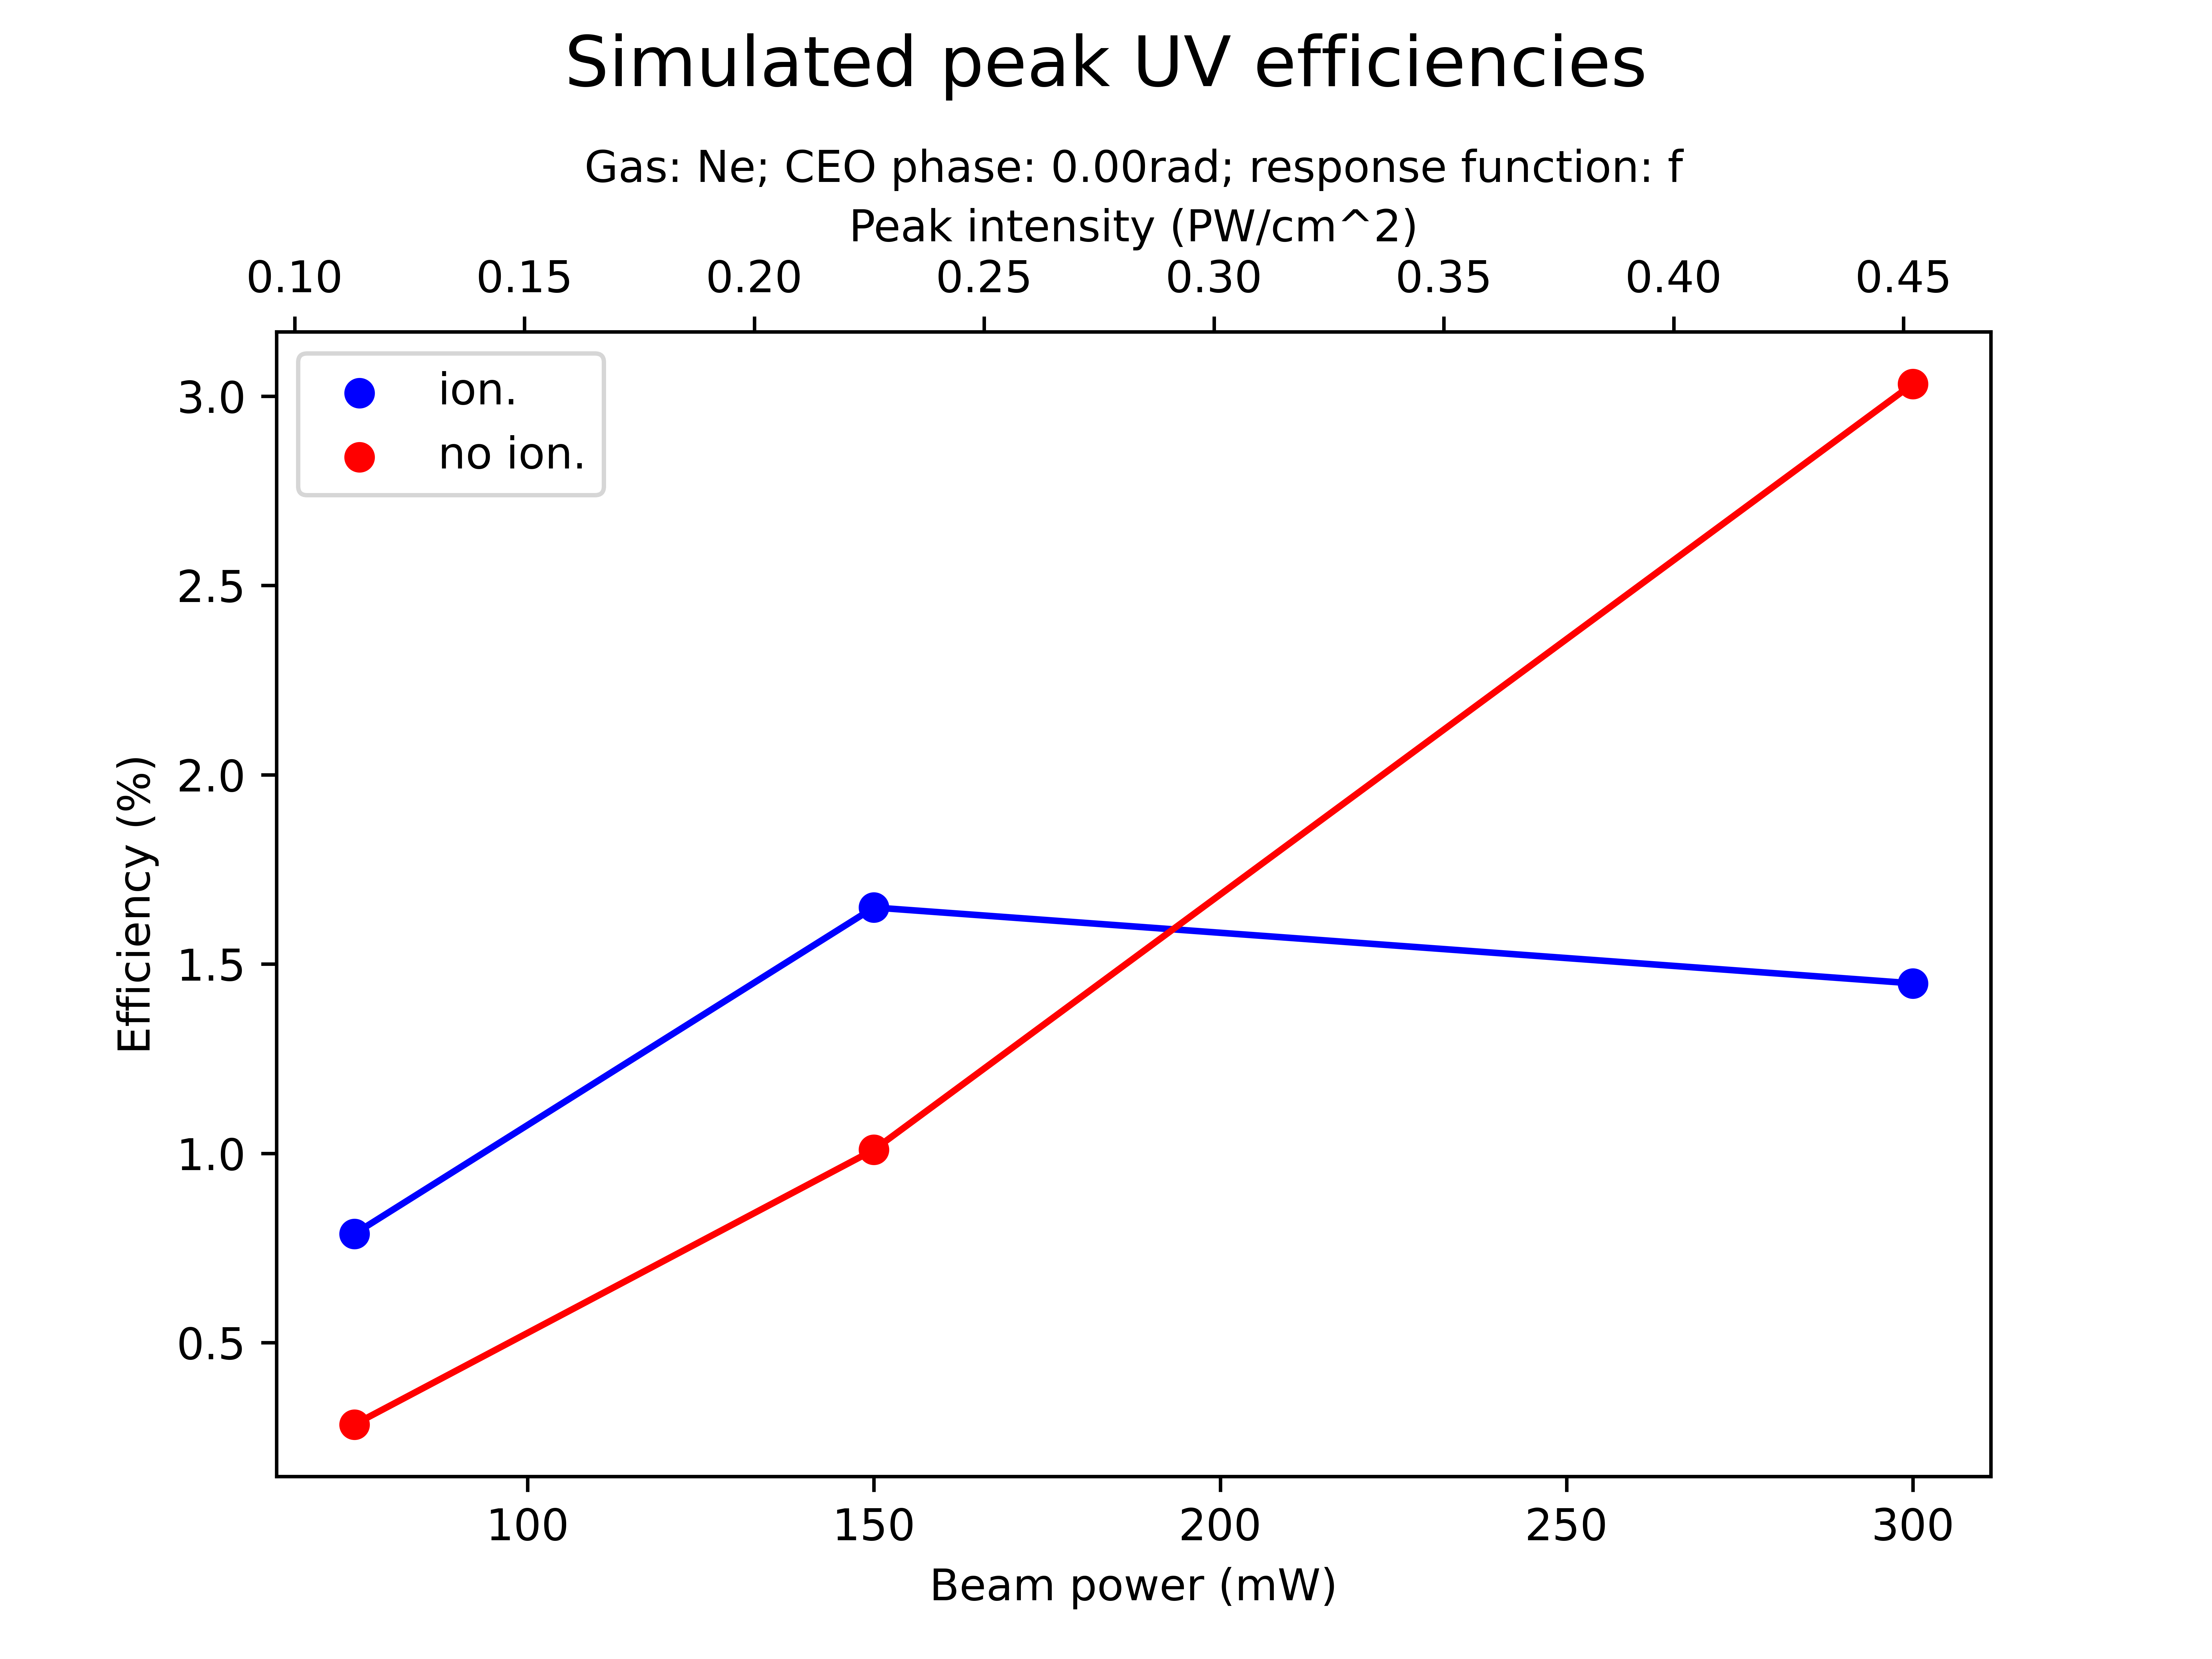 Simulated peak UV efficiencies
Gas: Ne; CEO phase: 0.00rad; response function: f
Peak intensity (PW/cm^2)
0.10 0.15 0.20 0.25 0.30 0.35 0.40 0.45
ion.
no ion.
3.0
2.5
2.0
1.5
1.0
0.5
Efficiency (%)
100 150 200 250 300
Beam power (mW)